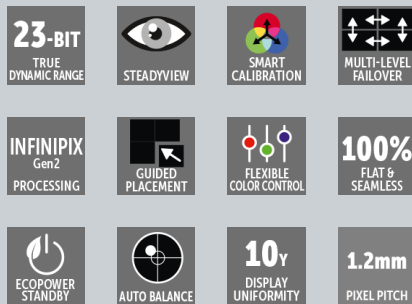 23-BIT
TRUE
DYNAMIC RANGE
STEADYVIEW
SMART
CALIBRATION
MULTI-LEVEL
FAILOVER
INFINIPIX
Gen2
PROCESSING
GUIDED
PLACEMENT
FLEXIBLE
COLOR CONTROL
100%
FLAT &
SEAMLESS
ECOPOWER
STANDBY
AUTO BALANCE
10Y
DISPLAY
UNIFORMITY
1.2mm
PIXEL PITCH